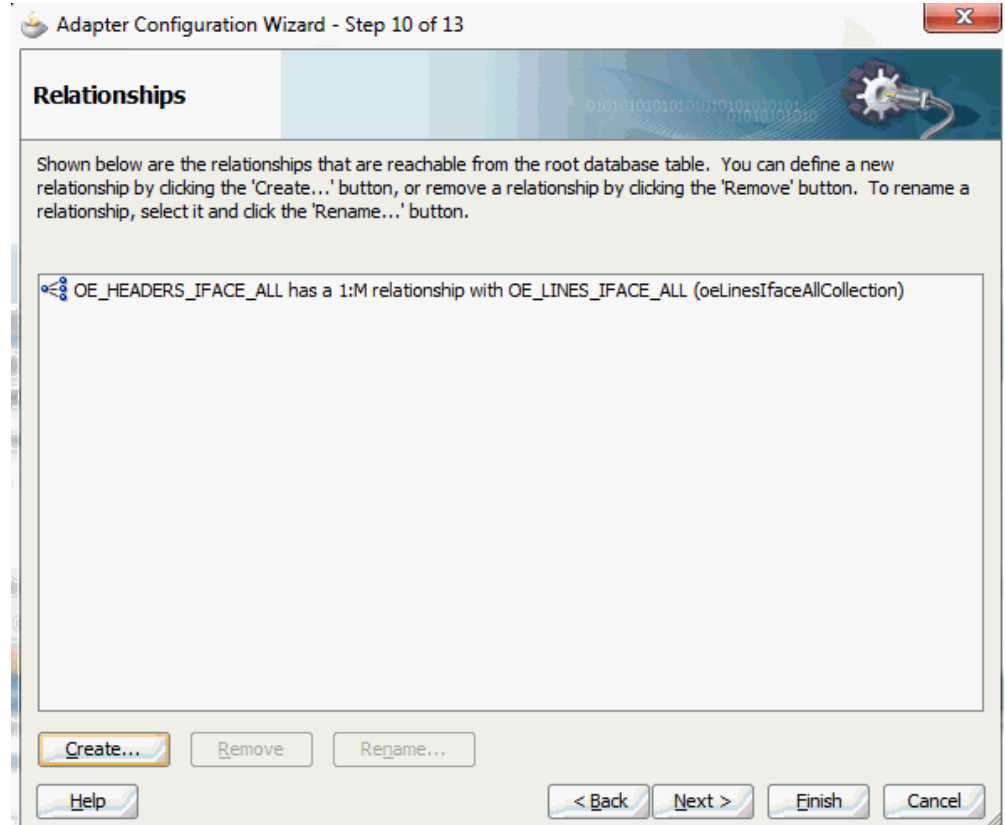 Adapter Configuration Wizard - Step 10 of 13
Relationships
Shown below are the relationships that are reachable from the root database table. You can define a new
relationship by clicking the 'Create...' button, or remove a relationship by clicking the 'Remove' button. To rename a
relationship, select it and click the 'Rename...' button.
OE_HEADERS_IFACE_ALL has a 1:M relationship with OE_LINES_IFACE_ALL (oeLinesIfaceAllCollection)
Create... Remove Rename...
Help < Back Next > Finish Cancel